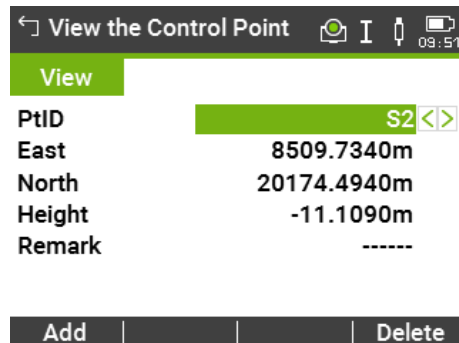 View the Control Point 09:51
View
PtID S2
East 8509.7340m
North 20174.4940m
Height -11.1090m
Remark ------
Add Delete